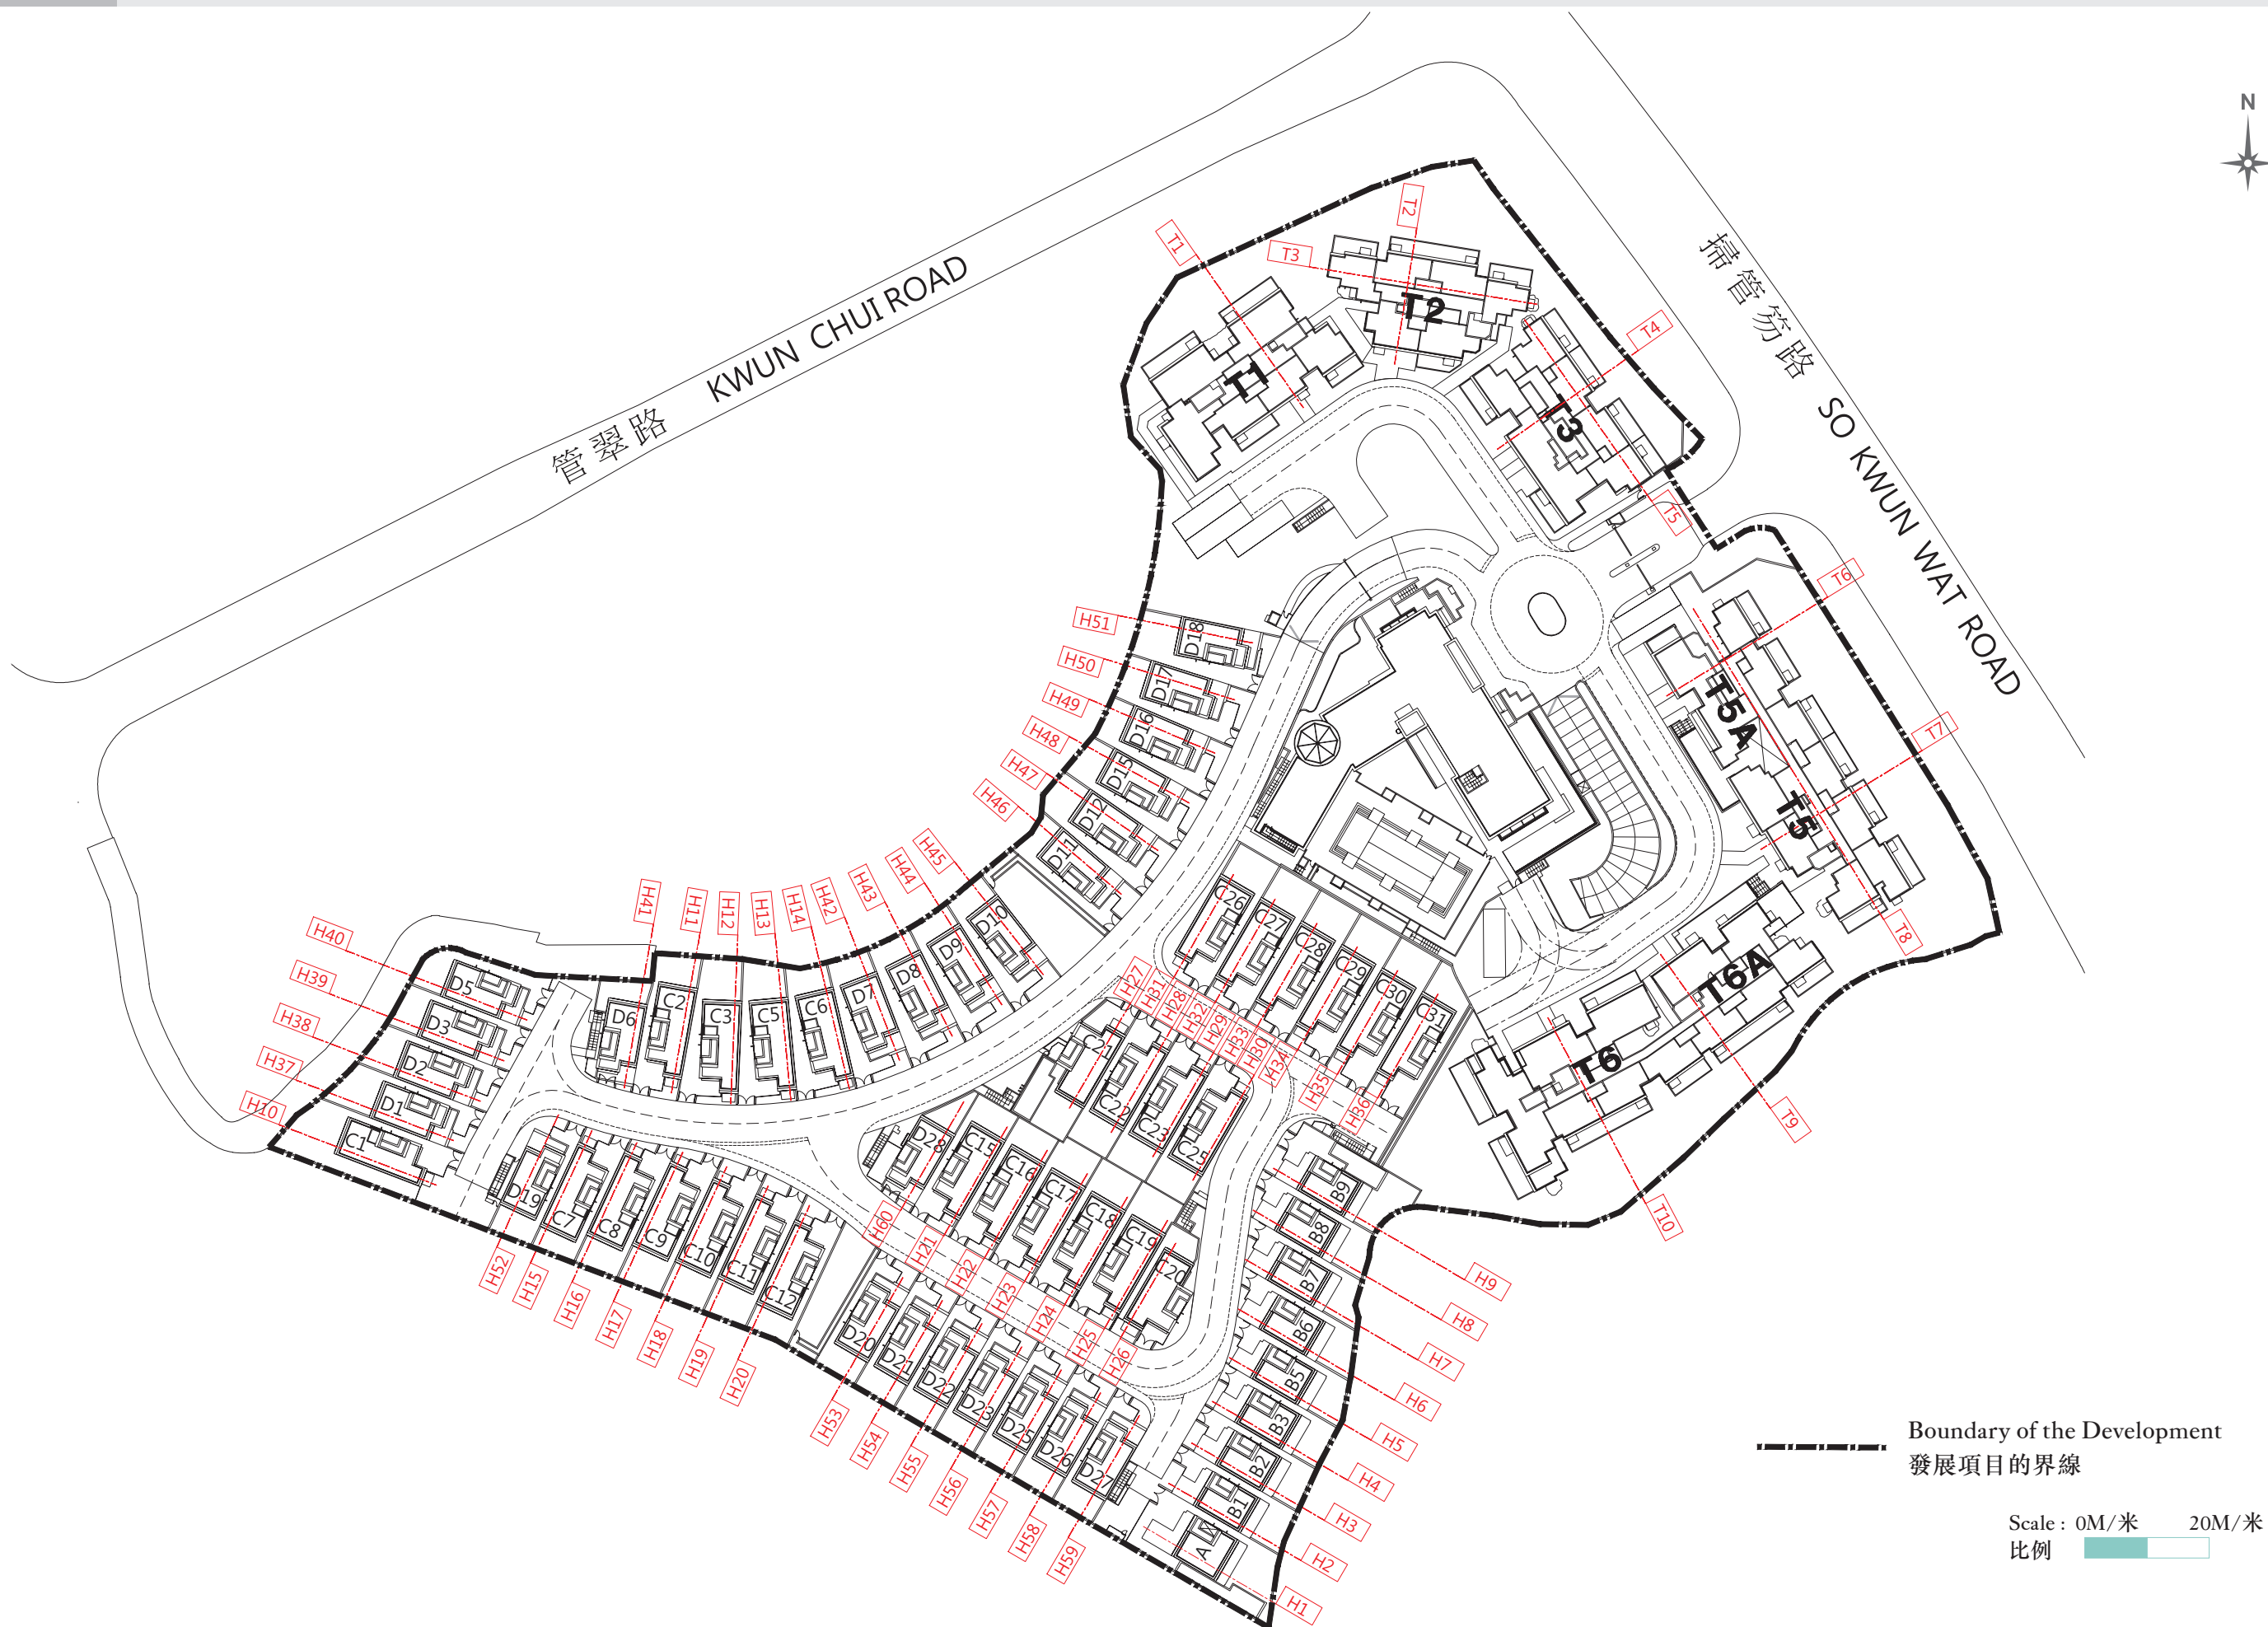 N
掃管笏路 SO KWUN WAT ROAD
管翠路 KWUN CHUI ROAD
T1
T2
T3
T4
T5
T6
T7
T8
T9
T10
T1
T2
T3
T5A
T5
T6A
T6
H51
H50
H49
H48
H47
H46
H45
H44
H43
H42
H14
H13
H12
H11
H41
H40
H39
H38
H37
H10
D18
D17
D16
D15
D12
D11
D10
D9
D8
D7
C6
C5
C3
C2
D6
D5
D3
D2
D1
C1
C26
C27
C28
C29
C30
C31
H27
H31
H28
H32
H29
H33
H30
H34
H35
H36
C21
C22
C23
C25
D28
C15
C16
C17
C18
C19
C20
D19
C7
C8
C9
C10
C11
C12
H52
H15
H16
H17
H18
H19
H20
H60
H21
H22
H23
H24
H25
H26
D20
D21
D22
D23
D25
D26
D27
H53
H54
H55
H56
H57
H58
H59
B9
B8
B7
B6
B5
B3
B2
B1
A
H9
H8
H7
H6
H5
H4
H3
H2
H1
Boundary of the Development
發展項目的界線
Scale : 0M/米 20M/米
比例